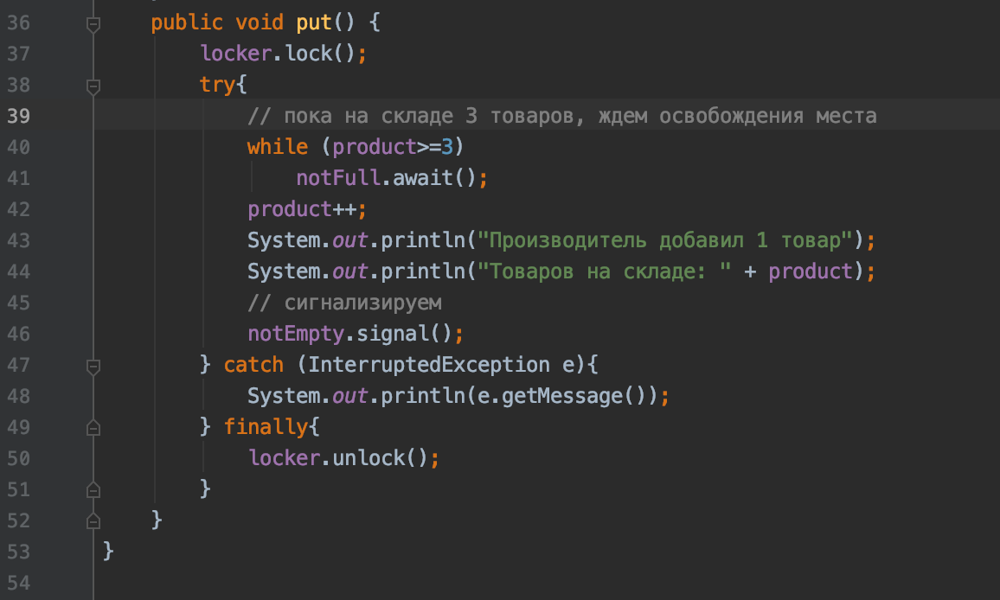 36 public void put() {
37 locker.lock();
38 try{
39 // пока на складе 3 товаров, ждем освобождения места
40 while (product>=3)
41 notFull.await();
42 product++;
43 System.out.println("Производитель добавил 1 товар");
44 System.out.println("Товаров на складе: " + product);
45 // сигнализируем
46 notEmpty.signal();
47 } catch (InterruptedException e){
48 System.out.println(e.getMessage());
49 } finally{
50 locker.unlock();
51 }
52 }
53 }
54